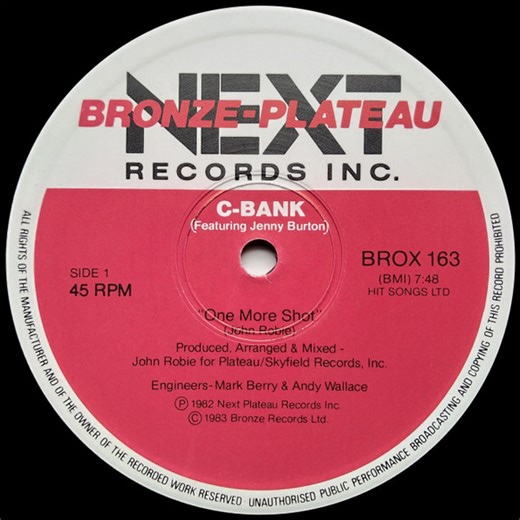 NEXT
BRONZE-PLATEAU
RECORDS INC.
C-BANK
(Featuring Jenny Burton)
SIDE 1
45 RPM
BROX 163
(BMI) 7:48
HIT SONGS LTD
"One More Shot"
(John Robie)
Produced, Arranged & Mixed -
John Robie for Plateau/Skyfield Records, Inc.
Engineers-Mark Berry & Andy Wallace
Ⓟ 1982 Next Plateau Records Inc.
© 1983 Bronze Records Ltd.
ALL RIGHTS OF THE MANUFACTURER AND OF THE OWNER OF THE RECORDED WORK RESERVED UNAUTHORISED PUBLIC PERFORMANCE BROADCASTING AND COPYING OF THIS RECORD PROHIBITED